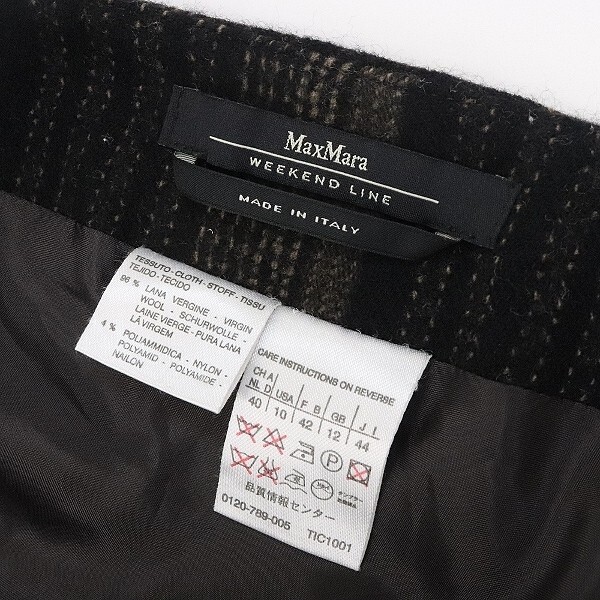 MaxMara
WEEKEND LINE
MADE IN ITALY
TESSUTO-CLOTH-STOFF-TISSU
TEJIDO-TECIDO
96 % LANA VERGINE - VIRGIN
WOOL - SCHURWOLLE -
LAINE VIERGE - PURA LANA
LÃ VIRGEM
4 % POLIAMMIDICA - NYLON -
POLYAMID - POLYAMIDE -
NAILON
CARE INSTRUCTIONS ON REVERSE
CH A
NL D USA F B GB J I
40 10 42 12 44
P
品質情報センター
0120-789-005 TIC1001